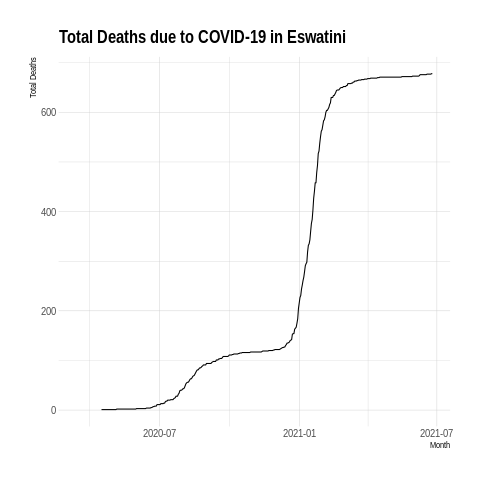 Total Deaths due to COVID-19 in Eswatini
Total Deaths
600
400
200
0
2020-07
2021-01
2021-07
Month